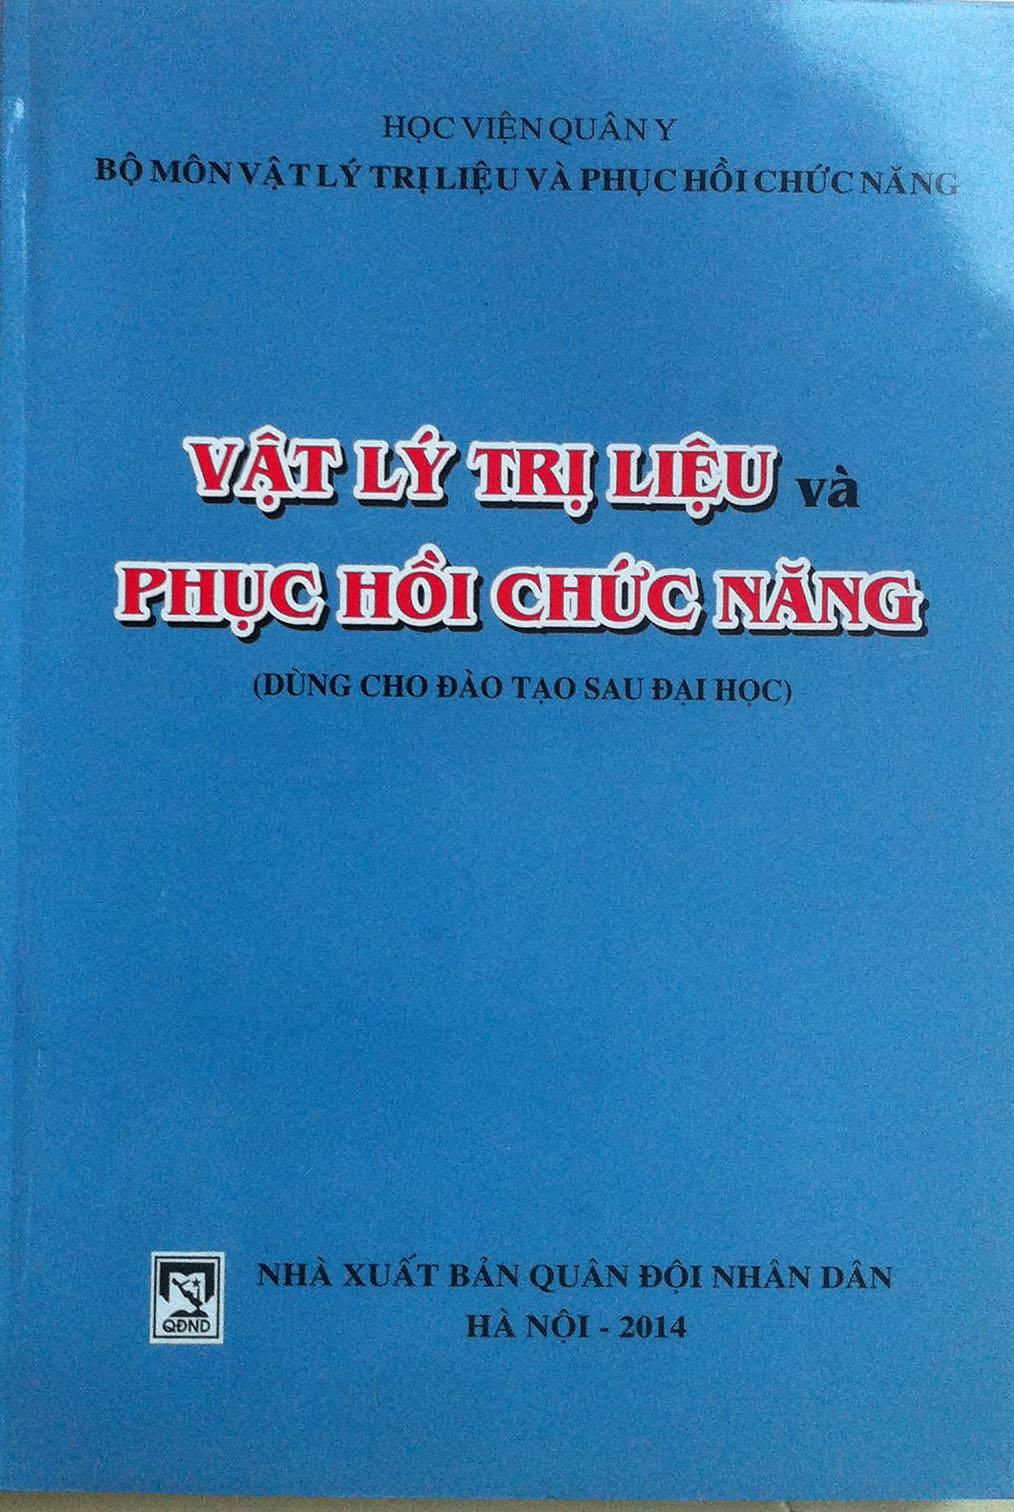 HỌC VIỆN QUÂN Y
BỘ MÔN VẬT LÝ TRỊ LIỆU VÀ PHỤC HỒI CHỨC NĂNG
VẬT LÝ TRỊ LIỆU và
PHỤC HỒI CHỨC NĂNG
(DÙNG CHO ĐÀO TẠO SAU ĐẠI HỌC)
NHÀ XUẤT BẢN QUÂN ĐỘI NHÂN DÂN
HÀ NỘI - 2014
QĐND